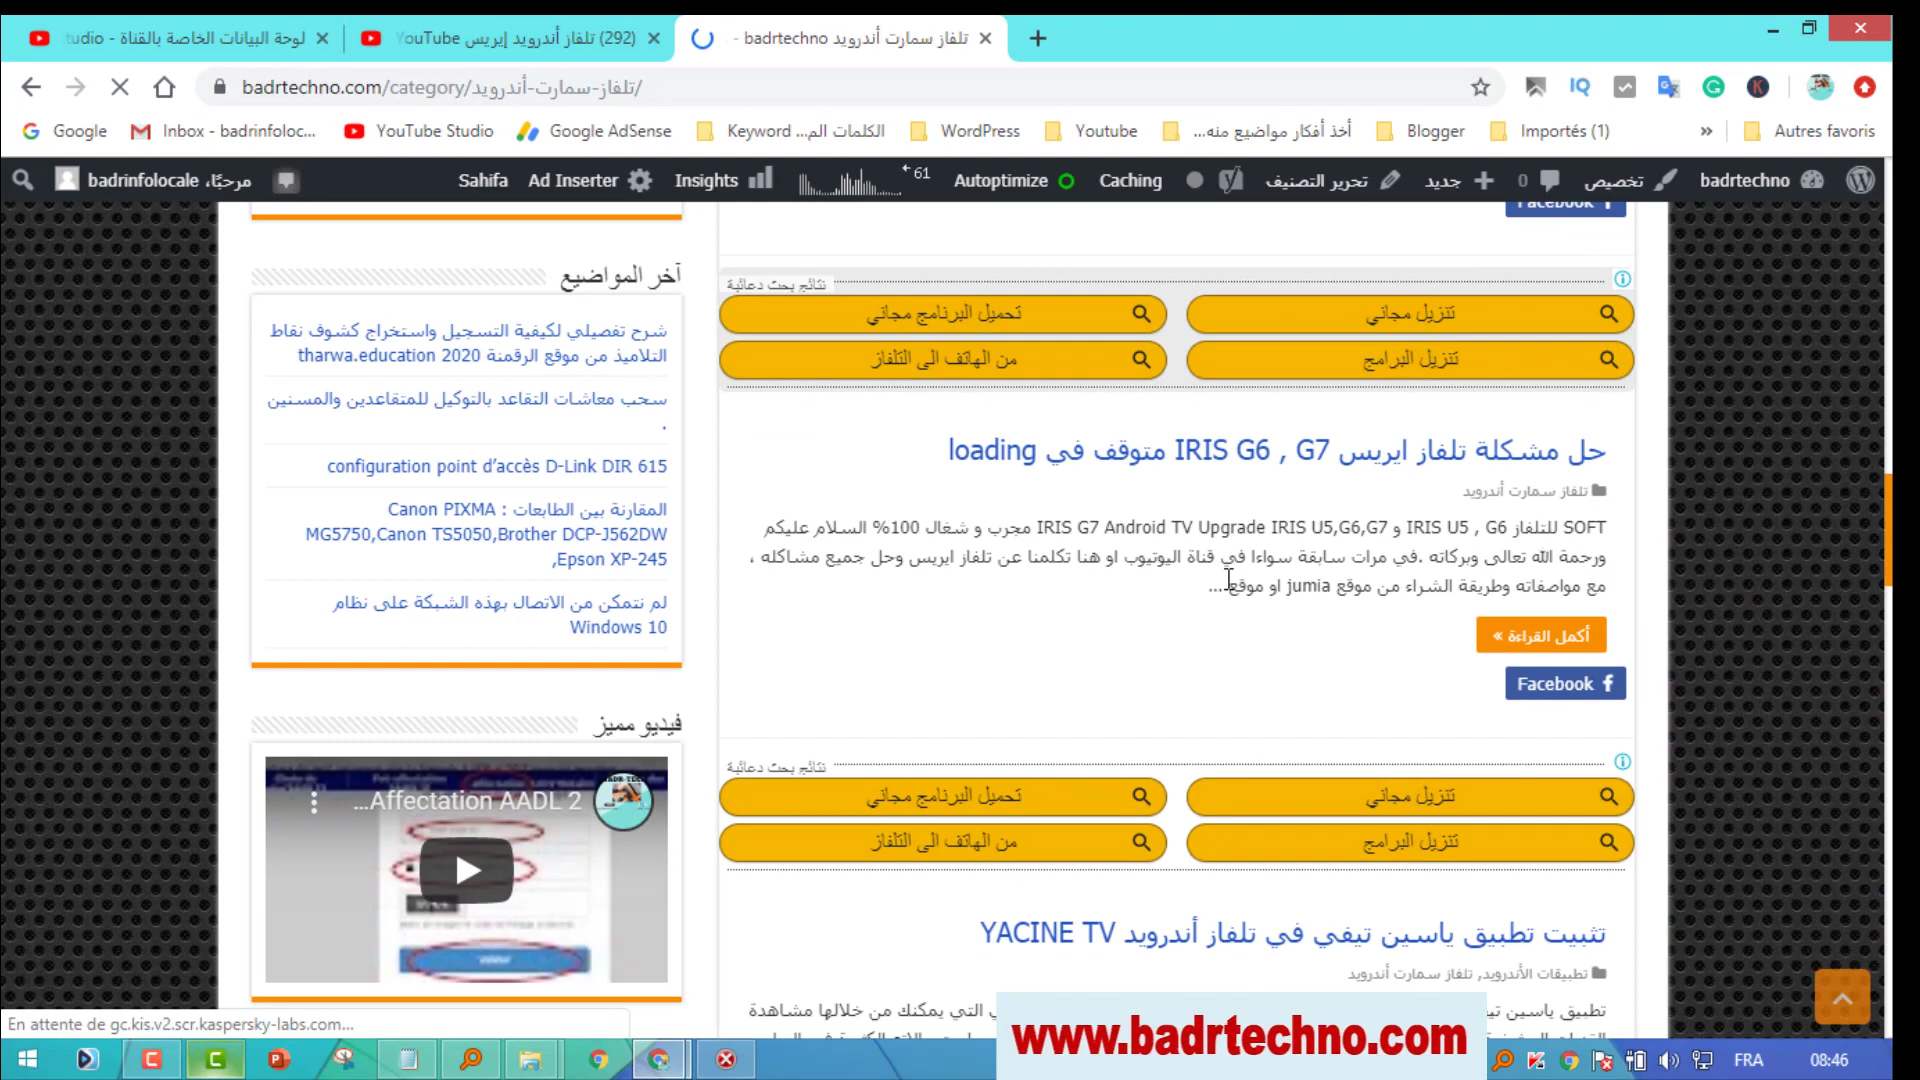 tudio - لوحة البيانات الخاصة بالقناة
YouTube تلفاز أندرويد إيريس (292)
- badrtechno تلفاز سمارت أندرويد
badrtechno.com/category/تلفاز-سمارت-أندرويد/
Google
Inbox - badrinfoloc...
YouTube Studio
Google AdSense
Keyword ...الكلمات الم
WordPress
Youtube
أخذ أفكار مواضيع منه...
Blogger
Importés (1)
»
Autres favoris
مرحبًا، badrinfolocale
Sahifa
Ad Inserter
Insights
61
Autoptimize
Caching
تحرير التصنيف
جديد
0
تخصيص
badrtechno
Facebook
آخر المواضيع
شرح تفصيلي لكيفية التسجيل واستخراج كشوف نقاط
التلاميذ من موقع الرقمنة 2020 tharwa.education
سحب معاشات التقاعد بالتوكيل للمتقاعدين والمسنين
.
configuration point d’accès D-Link DIR 615
المقارنة بين الطابعات : Canon PIXMA
MG5750,Canon TS5050,Brother DCP-J562DW
,Epson XP-245
لم نتمكن من الاتصال بهذه الشبكة على نظام
Windows 10
فيديو مميز
...Affectation AADL 2
نتائج بحث دعائية
تنزيل مجاني
تحميل البرنامج مجاني
تنزيل البرامج
من الهاتف الى التلفاز
حل مشكلة تلفاز ايريس IRIS G6 , G7 متوقف في loading
تلفاز سمارت أندرويد
SOFT للتلفاز IRIS U5 , G6 و IRIS G7 Android TV Upgrade IRIS U5,G6,G7 مجرب و شغال 100% السلام عليكم
ورحمة الله تعالى وبركاته .في مرات سابقة سواءا في قناة اليوتيوب او هنا تكلمنا عن تلفاز ايريس وحل جميع مشاكله ،
مع مواصفاته وطريقة الشراء من موقع jumia او موقع...
أكمل القراءة »
Facebook
نتائج بحث دعائية
تنزيل مجاني
تحميل البرنامج مجاني
تنزيل البرامج
من الهاتف الى التلفاز
تثبيت تطبيق ياسين تيفي في تلفاز أندرويد YACINE TV
تطبيقات الأندرويد, تلفاز سمارت أندرويد
تطبيق ياسين تي
ي التي يمكنك من خلالها مشاهدة
En attente de gc.kis.v2.scr.kaspersky-labs.com...
www.badrtechno.com
FRA
08:46